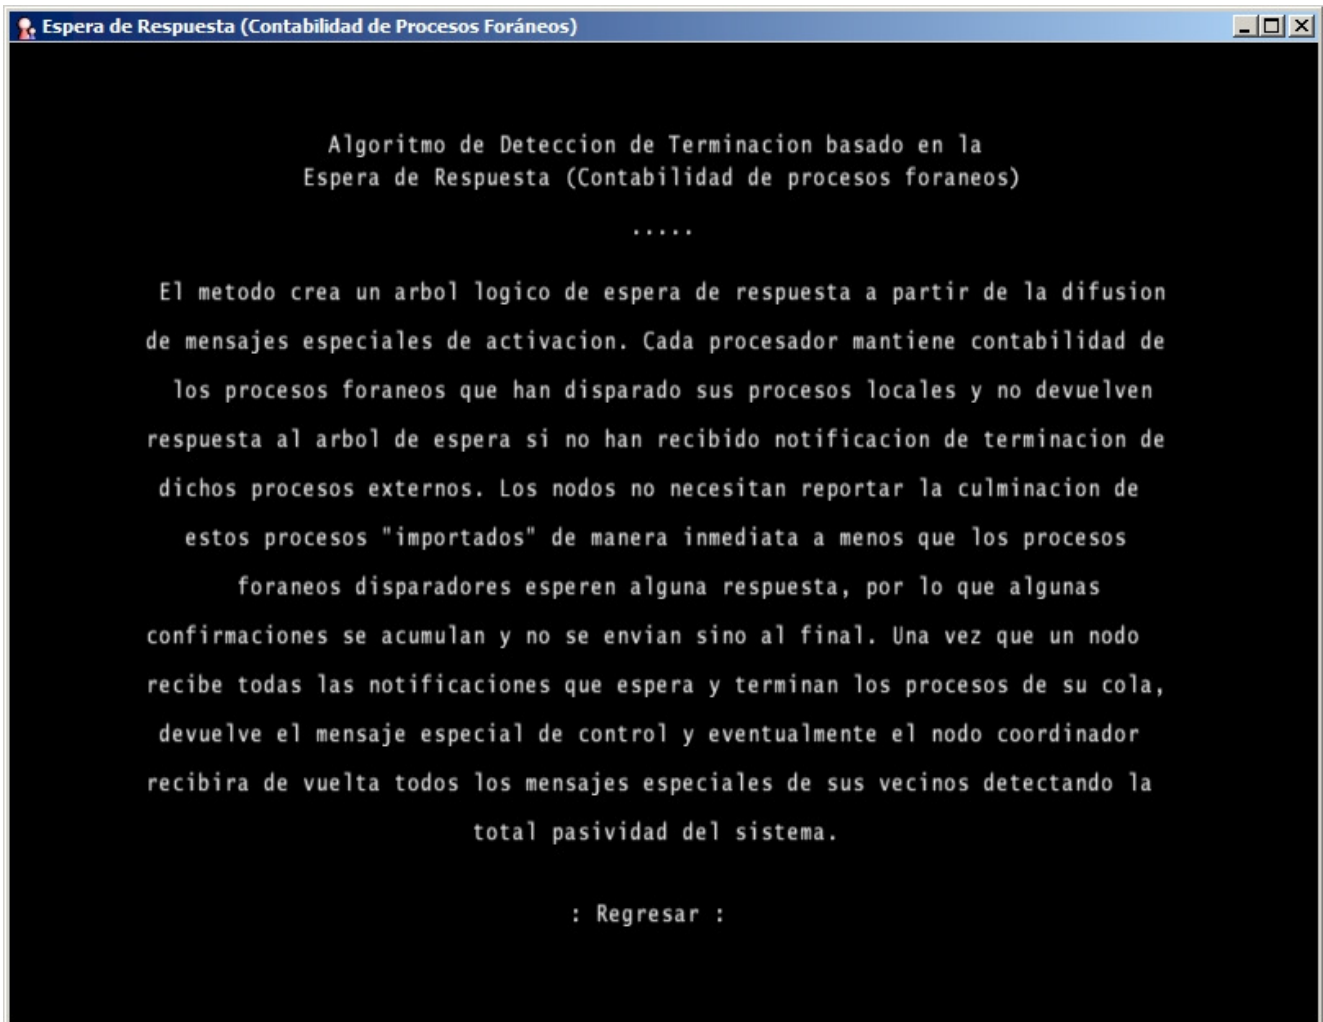 Espera de Respuesta (Contabilidad de Procesos Foráneos)
Algoritmo de Deteccion de Terminacion basado en la
Espera de Respuesta (Contabilidad de procesos foraneos)
.....
El metodo crea un arbol logico de espera de respuesta a partir de la difusion
de mensajes especiales de activacion. Cada procesador mantiene contabilidad de
los procesos foraneos que han disparado sus procesos locales y no devuelven
respuesta al arbol de espera si no han recibido notificacion de terminacion de
dichos procesos externos. Los nodos no necesitan reportar la culminacion de
estos procesos "importados" de manera inmediata a menos que los procesos
foraneos disparadores esperen alguna respuesta, por lo que algunas
confirmaciones se acumulan y no se envian sino al final. Una vez que un nodo
recibe todas las notificaciones que espera y terminan los procesos de su cola,
devuelve el mensaje especial de control y eventualmente el nodo coordinador
recibira de vuelta todos los mensajes especiales de sus vecinos detectando la
total pasividad del sistema.
: Regresar :